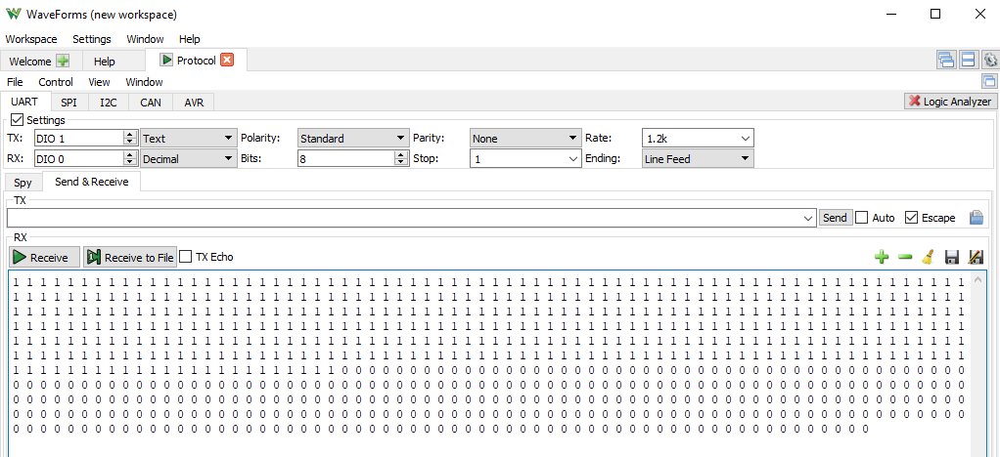 WaveForms (new workspace)
Workspace Settings Window Help
Welcome Help Protocol
File Control View Window
UART SPI I2C CAN AVR Logic Analyzer
Settings
TX: DIO 1 Text Polarity: Standard Parity: None Rate: 1.2k
RX: DIO 0 Decimal Bits: 8 Stop: 1 Ending: Line Feed
Spy Send & Receive
TX
Send Auto Escape
RX
Receive Receive to File TX Echo
1 1 1 1 1 1 1 1 1 1 1 1 1 1 1 1 1 1 1 1 1 1 1 1 1 1 1 1 1 1 1 1 1 1 1 1 1 1 1 1 1 1 1 1 1 1 1 1 1 1 1 1 1 1 1 1 1 1 1 1 1 1 1 1 1 1 1 1 1 1
1 1 1 1 1 1 1 1 1 1 1 1 1 1 1 1 1 1 1 1 1 1 1 1 1 1 1 1 1 1 1 1 1 1 1 1 1 1 1 1 1 1 1 1 1 1 1 1 1 1 1 1 1 1 1 1 1 1 1 1 1 1 1 1 1 1 1 1 1 1
1 1 1 1 1 1 1 1 1 1 1 1 1 1 1 1 1 1 1 1 1 1 1 1 1 1 1 1 1 1 1 1 1 1 1 1 1 1 1 1 1 1 1 1 1 1 1 1 1 1 1 1 1 1 1 1 1 1 1 1 1 1 1 1 1 1 1 1 1 1
1 1 1 1 1 1 1 1 1 1 1 1 1 1 1 1 1 1 1 1 1 1 1 1 1 1 1 1 1 1 1 1 1 1 1 1 1 1 1 1 1 1 1 1 1 1 1 1 1 1 1 1 1 1 1 1 1 1 1 1 1 1 1 1 1 1 1 1 1 1
1 1 1 1 1 1 1 1 1 1 1 1 1 1 1 1 1 1 1 1 1 1 1 1 1 1 1 1 1 1 1 1 1 1 1 1 1 1 1 1 1 1 1 1 1 1 1 1 1 1 1 1 1 1 1 1 1 1 1 1 1 1 1 1 1 1 1 1 1 1
1 1 1 1 1 1 1 1 1 1 1 1 1 1 1 1 1 1 1 1 1 1 1 1 1 1 1 1 1 1 1 1 1 1 1 1 1 1 1 1 1 1 1 1 1 1 1 1 1 1 1 1 1 1 1 1 1 1 1 1 1 1 1 1 1 1 1 1 1 1
1 1 1 1 1 1 1 1 1 1 1 1 1 1 1 1 1 1 1 1 1 1 1 1 0 0 0 0 0 0 0 0 0 0 0 0 0 0 0 0 0 0 0 0 0 0 0 0 0 0 0 0 0 0 0 0 0 0 0 0 0 0 0 0 0 0 0 0 0 0
0 0 0 0 0 0 0 0 0 0 0 0 0 0 0 0 0 0 0 0 0 0 0 0 0 0 0 0 0 0 0 0 0 0 0 0 0 0 0 0 0 0 0 0 0 0 0 0 0 0 0 0 0 0 0 0 0 0 0 0 0 0 0 0 0 0 0 0 0 0
0 0 0 0 0 0 0 0 0 0 0 0 0 0 0 0 0 0 0 0 0 0 0 0 0 0 0 0 0 0 0 0 0 0 0 0 0 0 0 0 0 0 0 0 0 0 0 0 0 0 0 0 0 0 0 0 0 0 0 0 0 0 0 0 0 0 0 0 0 0
0 0 0 0 0 0 0 0 0 0 0 0 0 0 0 0 0 0 0 0 0 0 0 0 0 0 0 0 0 0 0 0 0 0 0 0 0 0 0 0 0 0 0 0 0 0 0 0 0 0 0 0 0 0 0 0 0 0 0 0 0 0 0 0 0 0 0 0 0 0
0 0 0 0 0 0 0 0 0 0 0 0 0 0 0 0 0 0 0 0 0 0 0 0 0 0 0 0 0 0 0 0 0 0 0 0 0 0 0 0 0 0 0 0 0 0 0 0 0 0 0 0 0 0 0 0 0 0 0 0 0 0 0